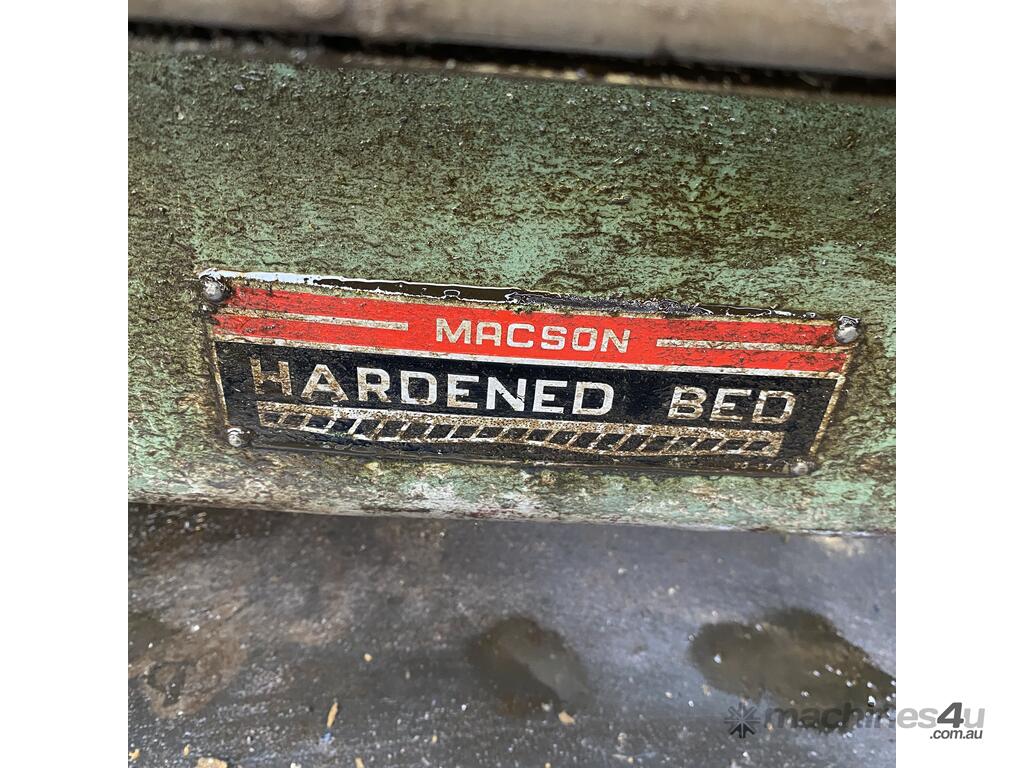 MACSON
HARDENED BED
machines4u
.com.au